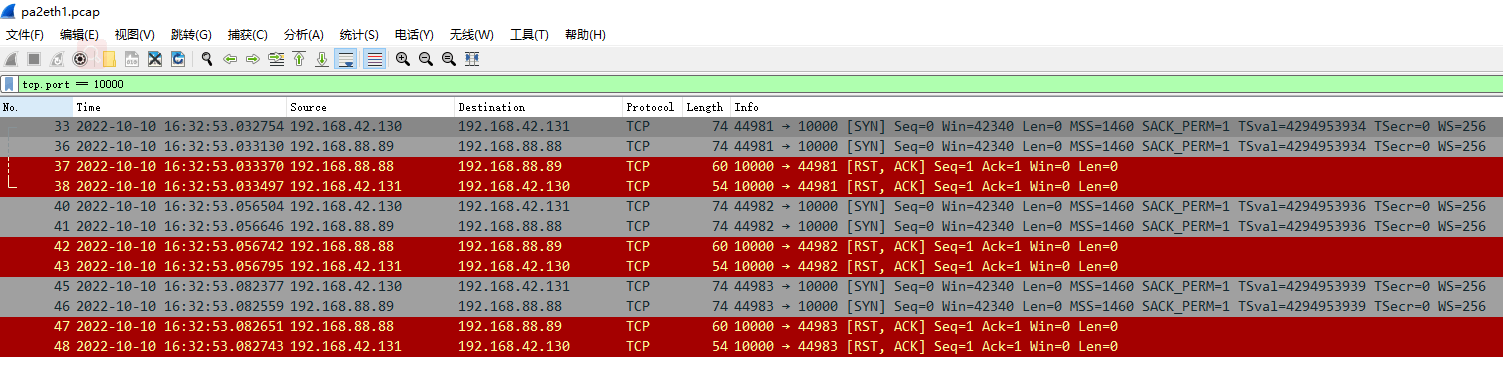 pa2eth1.pcap
文件(F) 编辑(E) 视图(V) 跳转(G) 捕获(C) 分析(A) 统计(S) 电话(Y) 无线(W) 工具(T) 帮助(H)
tcp.port == 10000
No. Time Source Destination Protocol Length Info
33 2022-10-10 16:32:53.032754 192.168.42.130 192.168.42.131 TCP 74 44981 → 10000 [SYN] Seq=0 Win=42340 Len=0 MSS=1460 SACK_PERM=1 TSval=4294953934 TSecr=0 WS=256
36 2022-10-10 16:32:53.033130 192.168.88.89 192.168.88.88 TCP 74 44981 → 10000 [SYN] Seq=0 Win=42340 Len=0 MSS=1460 SACK_PERM=1 TSval=4294953934 TSecr=0 WS=256
37 2022-10-10 16:32:53.033370 192.168.88.88 192.168.88.89 TCP 60 10000 → 44981 [RST, ACK] Seq=1 Ack=1 Win=0 Len=0
38 2022-10-10 16:32:53.033497 192.168.42.131 192.168.42.130 TCP 54 10000 → 44981 [RST, ACK] Seq=1 Ack=1 Win=0 Len=0
40 2022-10-10 16:32:53.056504 192.168.42.130 192.168.42.131 TCP 74 44982 → 10000 [SYN] Seq=0 Win=42340 Len=0 MSS=1460 SACK_PERM=1 TSval=4294953936 TSecr=0 WS=256
41 2022-10-10 16:32:53.056646 192.168.88.89 192.168.88.88 TCP 74 44982 → 10000 [SYN] Seq=0 Win=42340 Len=0 MSS=1460 SACK_PERM=1 TSval=4294953936 TSecr=0 WS=256
42 2022-10-10 16:32:53.056742 192.168.88.88 192.168.88.89 TCP 60 10000 → 44982 [RST, ACK] Seq=1 Ack=1 Win=0 Len=0
43 2022-10-10 16:32:53.056795 192.168.42.131 192.168.42.130 TCP 54 10000 → 44982 [RST, ACK] Seq=1 Ack=1 Win=0 Len=0
45 2022-10-10 16:32:53.082377 192.168.42.130 192.168.42.131 TCP 74 44983 → 10000 [SYN] Seq=0 Win=42340 Len=0 MSS=1460 SACK_PERM=1 TSval=4294953939 TSecr=0 WS=256
46 2022-10-10 16:32:53.082559 192.168.88.89 192.168.88.88 TCP 74 44983 → 10000 [SYN] Seq=0 Win=42340 Len=0 MSS=1460 SACK_PERM=1 TSval=4294953939 TSecr=0 WS=256
47 2022-10-10 16:32:53.082651 192.168.88.88 192.168.88.89 TCP 60 10000 → 44983 [RST, ACK] Seq=1 Ack=1 Win=0 Len=0
48 2022-10-10 16:32:53.082743 192.168.42.131 192.168.42.130 TCP 54 10000 → 44983 [RST, ACK] Seq=1 Ack=1 Win=0 Len=0